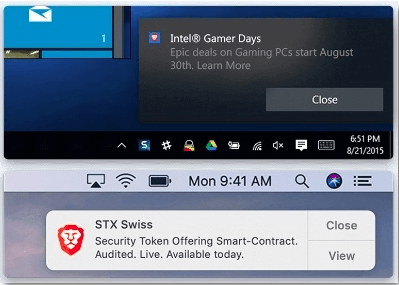 1
Intel® Gamer Days
Epic deals on Gaming PCs start August
30th. Learn More
Close
S
6:51 PM
8/21/2015
Mon 9:41 AM
STX Swiss
Security Token Offering Smart-Contract.
Audited. Live. Available today.
Close
View